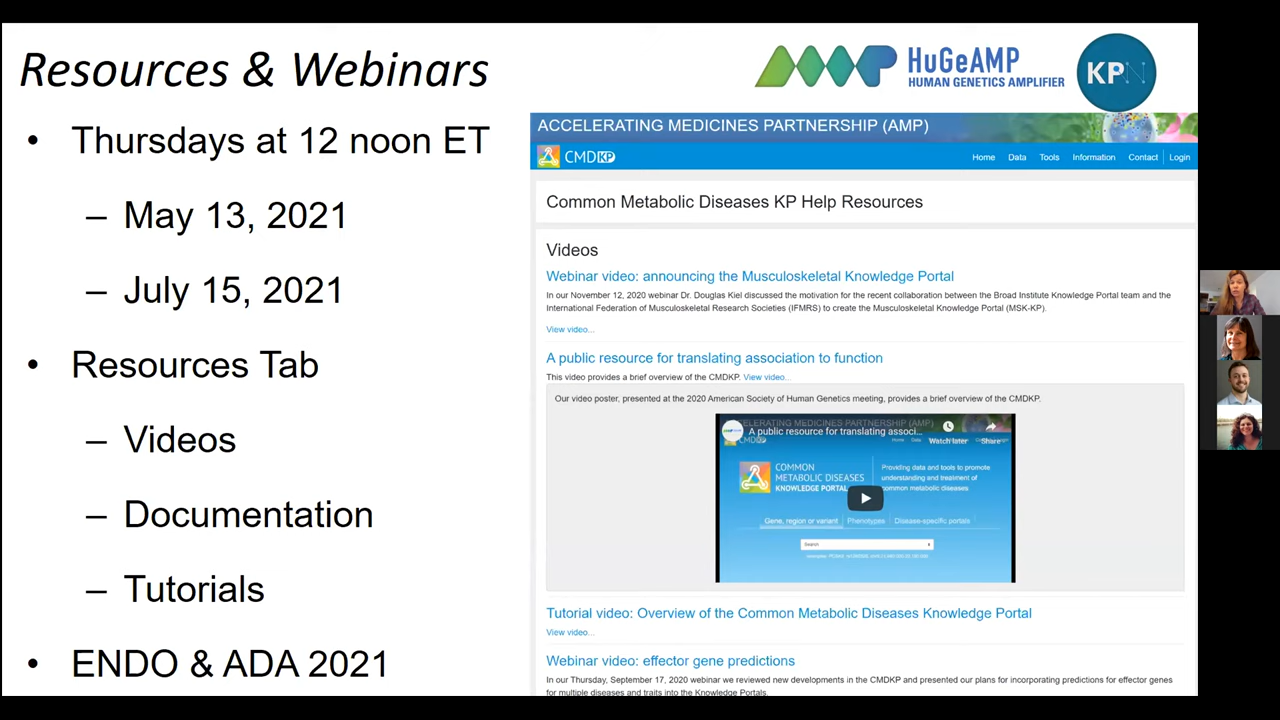 Resources & Webinars
• Thursdays at 12 noon ET
– May 13, 2021
– July 15, 2021
• Resources Tab
– Videos
– Documentation
– Tutorials
• ENDO & ADA 2021
AMP
HuGeAMP
HUMAN GENETICS AMPLIFIER
KPN
ACCELERATING MEDICINES PARTNERSHIP (AMP)
CMDKP
Home Data Tools Information Contact Login
Common Metabolic Diseases KP Help Resources
Videos
Webinar video: announcing the Musculoskeletal Knowledge Portal
In our November 12, 2020 webinar Dr. Douglas Kiel discussed the motivation for the recent collaboration between the Broad Institute Knowledge Portal team and the
International Federation of Musculoskeletal Research Societies (IFMRS) to create the Musculoskeletal Knowledge Portal (MSK-KP).
View video...
A public resource for translating association to function
This video provides a brief overview of the CMDKP. View video...
Our video poster, presented at the 2020 American Society of Human Genetics meeting, provides a brief overview of the CMDKP.
ACCELERATING MEDICINES PARTNERSHIP (AMP)
A public resource for translating associ...
Watch later Share
COMMON
METABOLIC DISEASES
KNOWLEDGE PORTAL
Providing data and tools to promote
understanding and treatment of
common metabolic diseases
Gene, region or variant Phenotypes Disease-specific portals
Search
Tutorial video: Overview of the Common Metabolic Diseases Knowledge Portal
View video...
Webinar video: effector gene predictions
In our Thursday, September 17, 2020 webinar we reviewed new developments in the CMDKP and presented our plans for incorporating predictions for effector genes
for multiple diseases and traits into the Knowledge Portals.